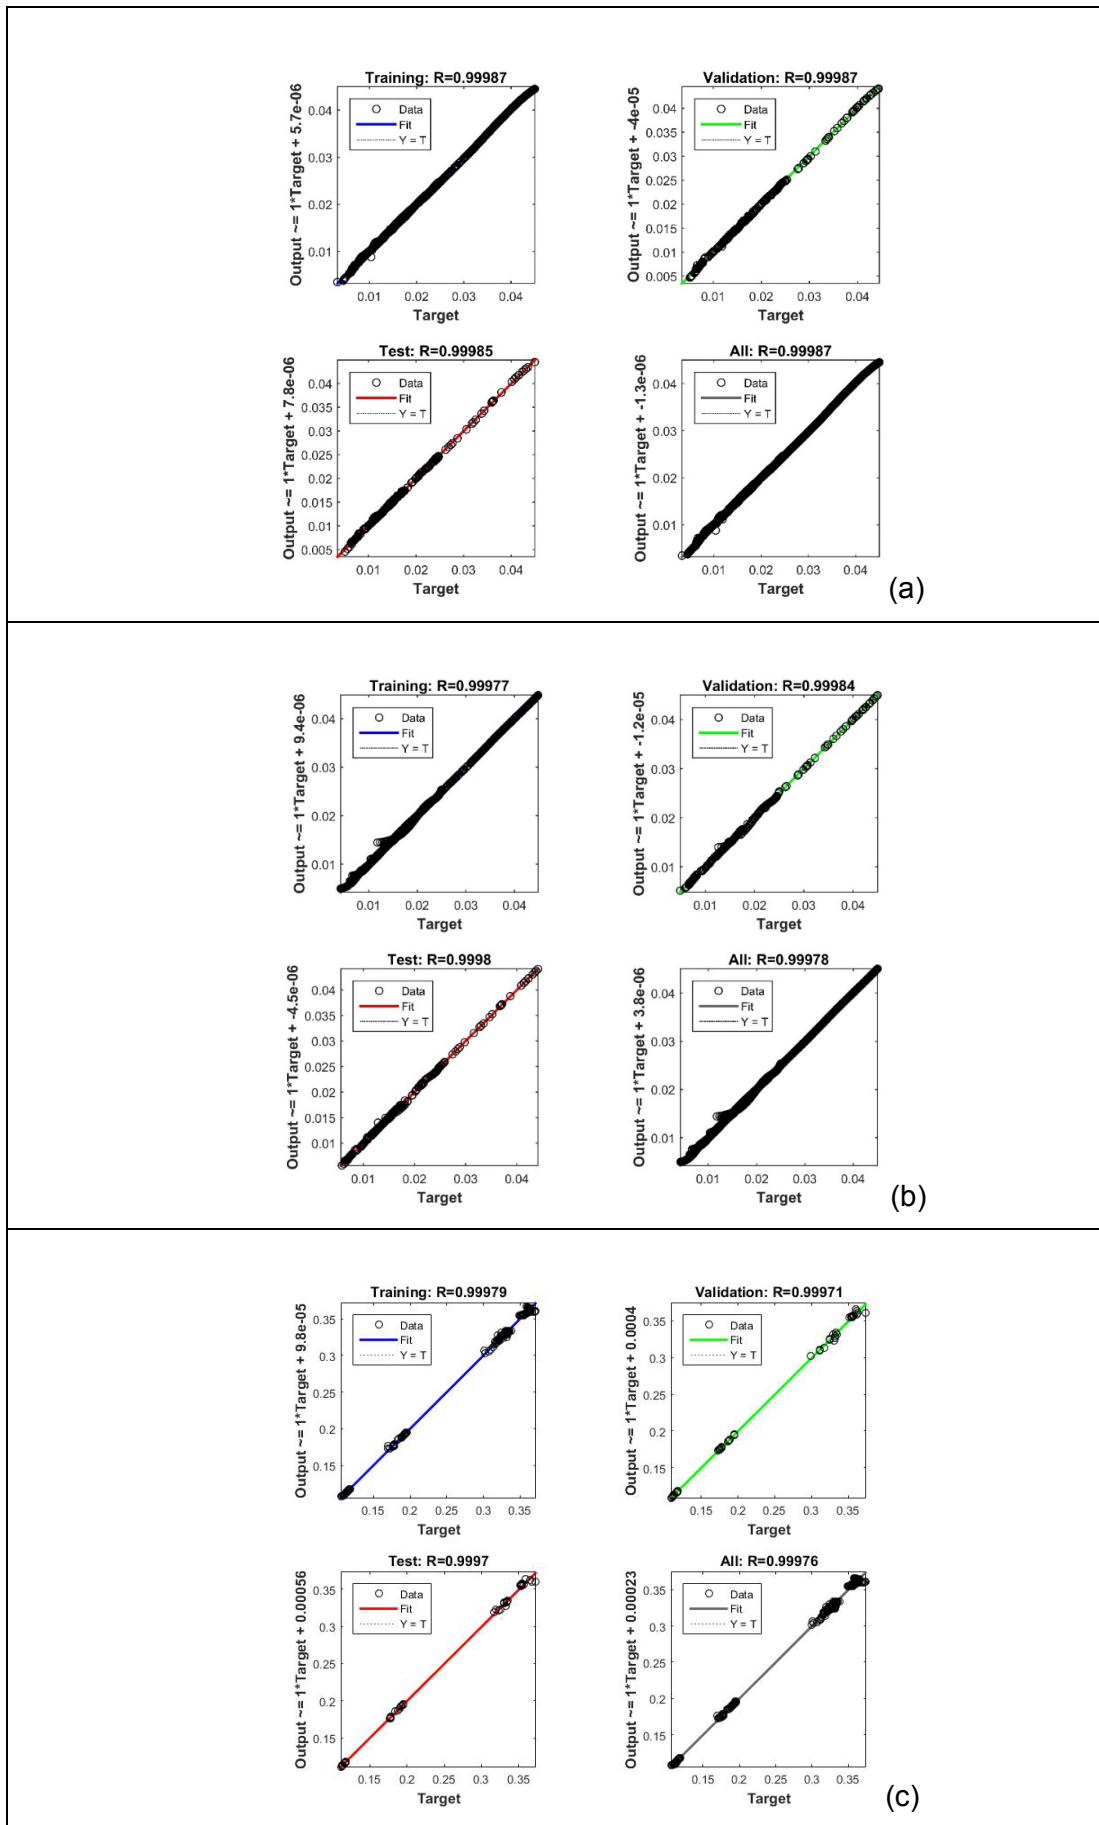 Training: R=0.99987
Output ~= 1*Target + 5.7e-06
Data
Fit
Y = T
0.04
0.03
0.02
0.01
0.01 0.02 0.03 0.04
Target
Validation: R=0.99987
Output ~= 1*Target + -4e-05
Data
Fit
Y = T
0.04
0.035
0.03
0.025
0.02
0.015
0.01
0.005
0.01 0.02 0.03 0.04
Target
Test: R=0.99985
Output ~= 1*Target + 7.8e-06
Data
Fit
Y = T
0.04
0.035
0.03
0.025
0.02
0.015
0.01
0.005
0.01 0.02 0.03 0.04
Target
All: R=0.99987
Output ~= 1*Target + -1.3e-06
Data
Fit
Y = T
0.04
0.03
0.02
0.01
0.01 0.02 0.03 0.04
Target
(a)
Training: R=0.99977
Output ~= 1*Target + 9.4e-06
Data
Fit
Y = T
0.04
0.03
0.02
0.01
0.01 0.02 0.03 0.04
Target
Validation: R=0.99984
Output ~= 1*Target + -1.2e-05
Data
Fit
Y = T
0.04
0.03
0.02
0.01
0.01 0.02 0.03 0.04
Target
Test: R=0.9998
Output ~= 1*Target + -4.5e-06
Data
Fit
Y = T
0.04
0.035
0.03
0.025
0.02
0.015
0.01
0.01 0.02 0.03 0.04
Target
All: R=0.99978
Output ~= 1*Target + 3.8e-06
Data
Fit
Y = T
0.04
0.03
0.02
0.01
0.01 0.02 0.03 0.04
Target
(b)
Training: R=0.99979
Output ~= 1*Target + 9.8e-05
Data
Fit
Y = T
0.35
0.3
0.25
0.2
0.15
0.15 0.2 0.25 0.3 0.35
Target
Validation: R=0.99971
Output ~= 1*Target + 0.0004
Data
Fit
Y = T
0.35
0.3
0.25
0.2
0.15
0.15 0.2 0.25 0.3 0.35
Target
Test: R=0.9997
Output ~= 1*Target + 0.00056
Data
Fit
Y = T
0.35
0.3
0.25
0.2
0.15
0.15 0.2 0.25 0.3 0.35
Target
All: R=0.99976
Output ~= 1*Target + 0.00023
Data
Fit
Y = T
0.35
0.3
0.25
0.2
0.15
0.15 0.2 0.25 0.3 0.35
Target
(c)